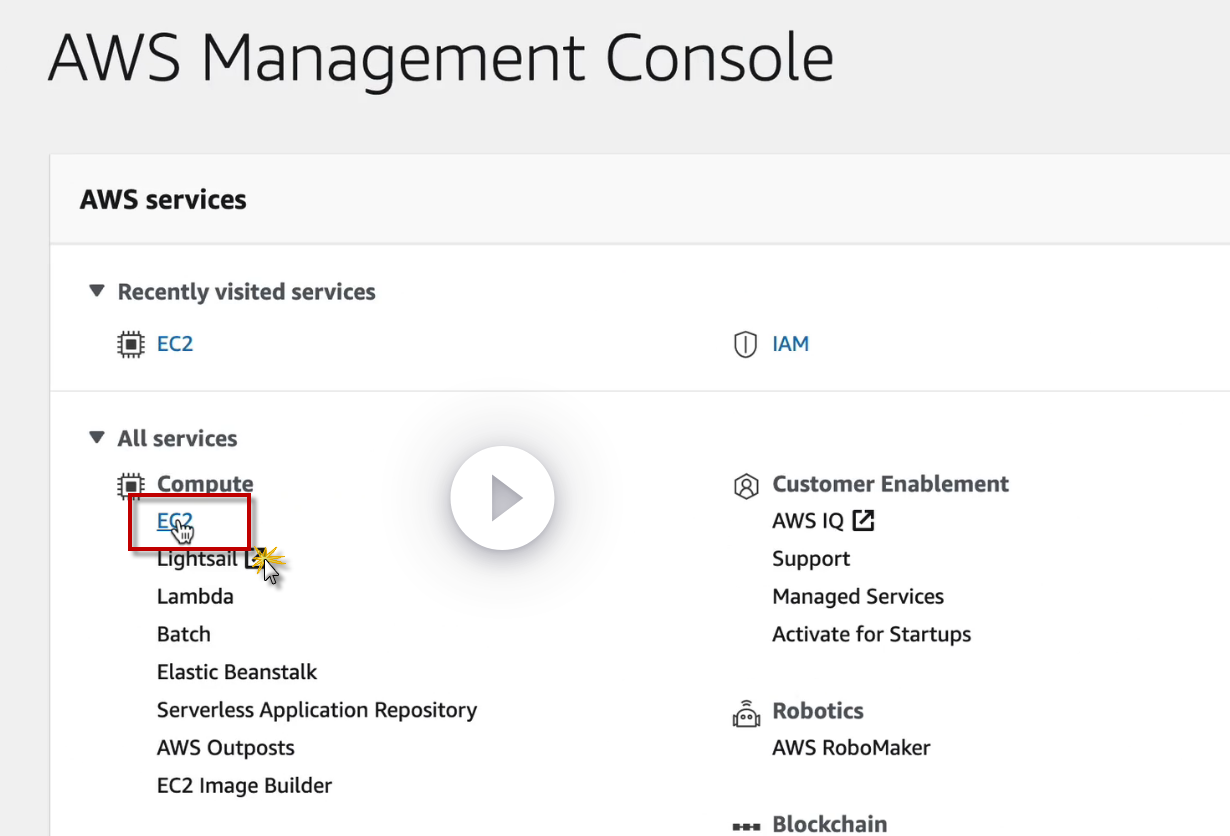 AWS Management Console
AWS services
Recently visited services
EC2
IAM
All services
Compute
EC2
Lightsail
Lambda
Batch
Elastic Beanstalk
Serverless Application Repository
AWS Outposts
EC2 Image Builder
Customer Enablement
AWS IQ
Support
Managed Services
Activate for Startups
Robotics
AWS RoboMaker
Blockchain